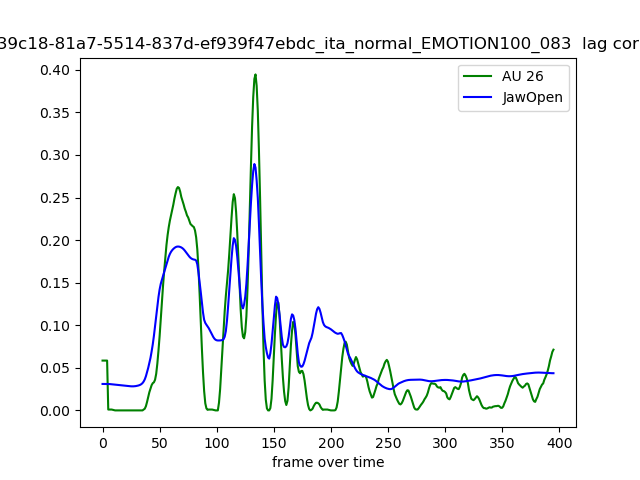 39c18-81a7-5514-837d-ef939f47ebdc_ita_normal_EMOTION100_083 lag cor
AU 26
JawOpen
0.40
0.35
0.30
0.25
0.20
0.15
0.10
0.05
0.00
0 50 100 150 200 250 300 350 400
frame over time